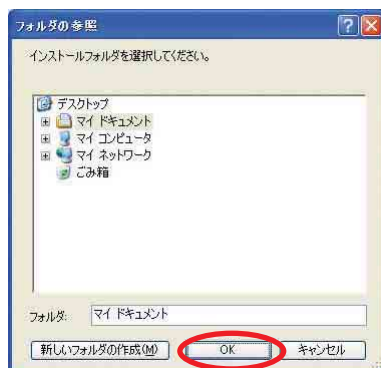 フォルダの参照
インストールフォルダを選択してください。
デスクトップ
マイ ドキュメント
マイ コンピュータ
マイ ネットワーク
ごみ箱
フォルダ: マイ ドキュメント
新しいフォルダの作成(M) OK キャンセル